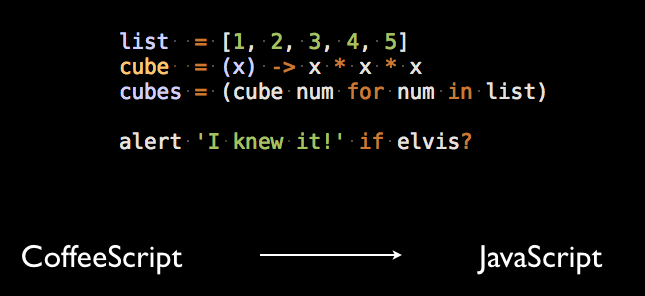 list  = [1, 2, 3, 4, 5]
cube  = (x) -> x * x * x
cubes = (cube num for num in list)
alert 'I knew it!' if elvis?
CoffeeScript
JavaScript